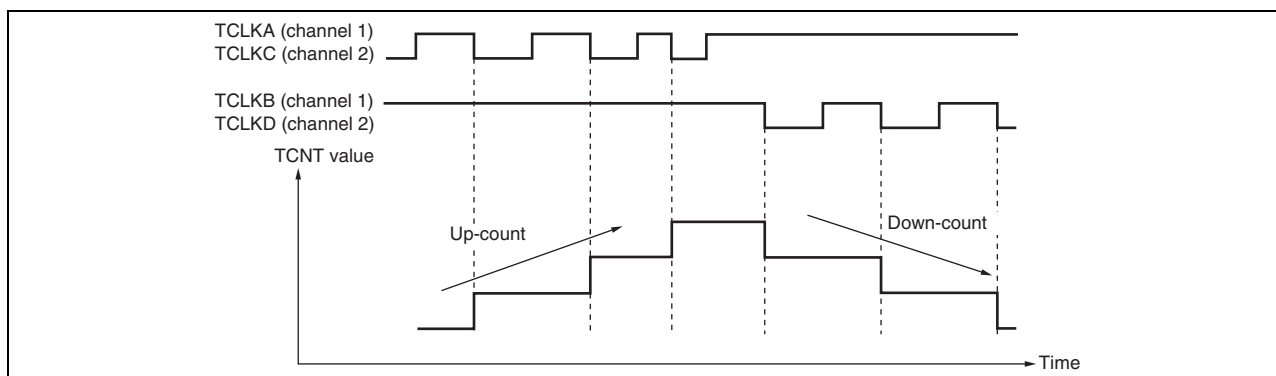 TCLKA (channel 1)
TCLKC (channel 2)
TCLKB (channel 1)
TCLKD (channel 2)
TCNT value
Up-count
Down-count
Time